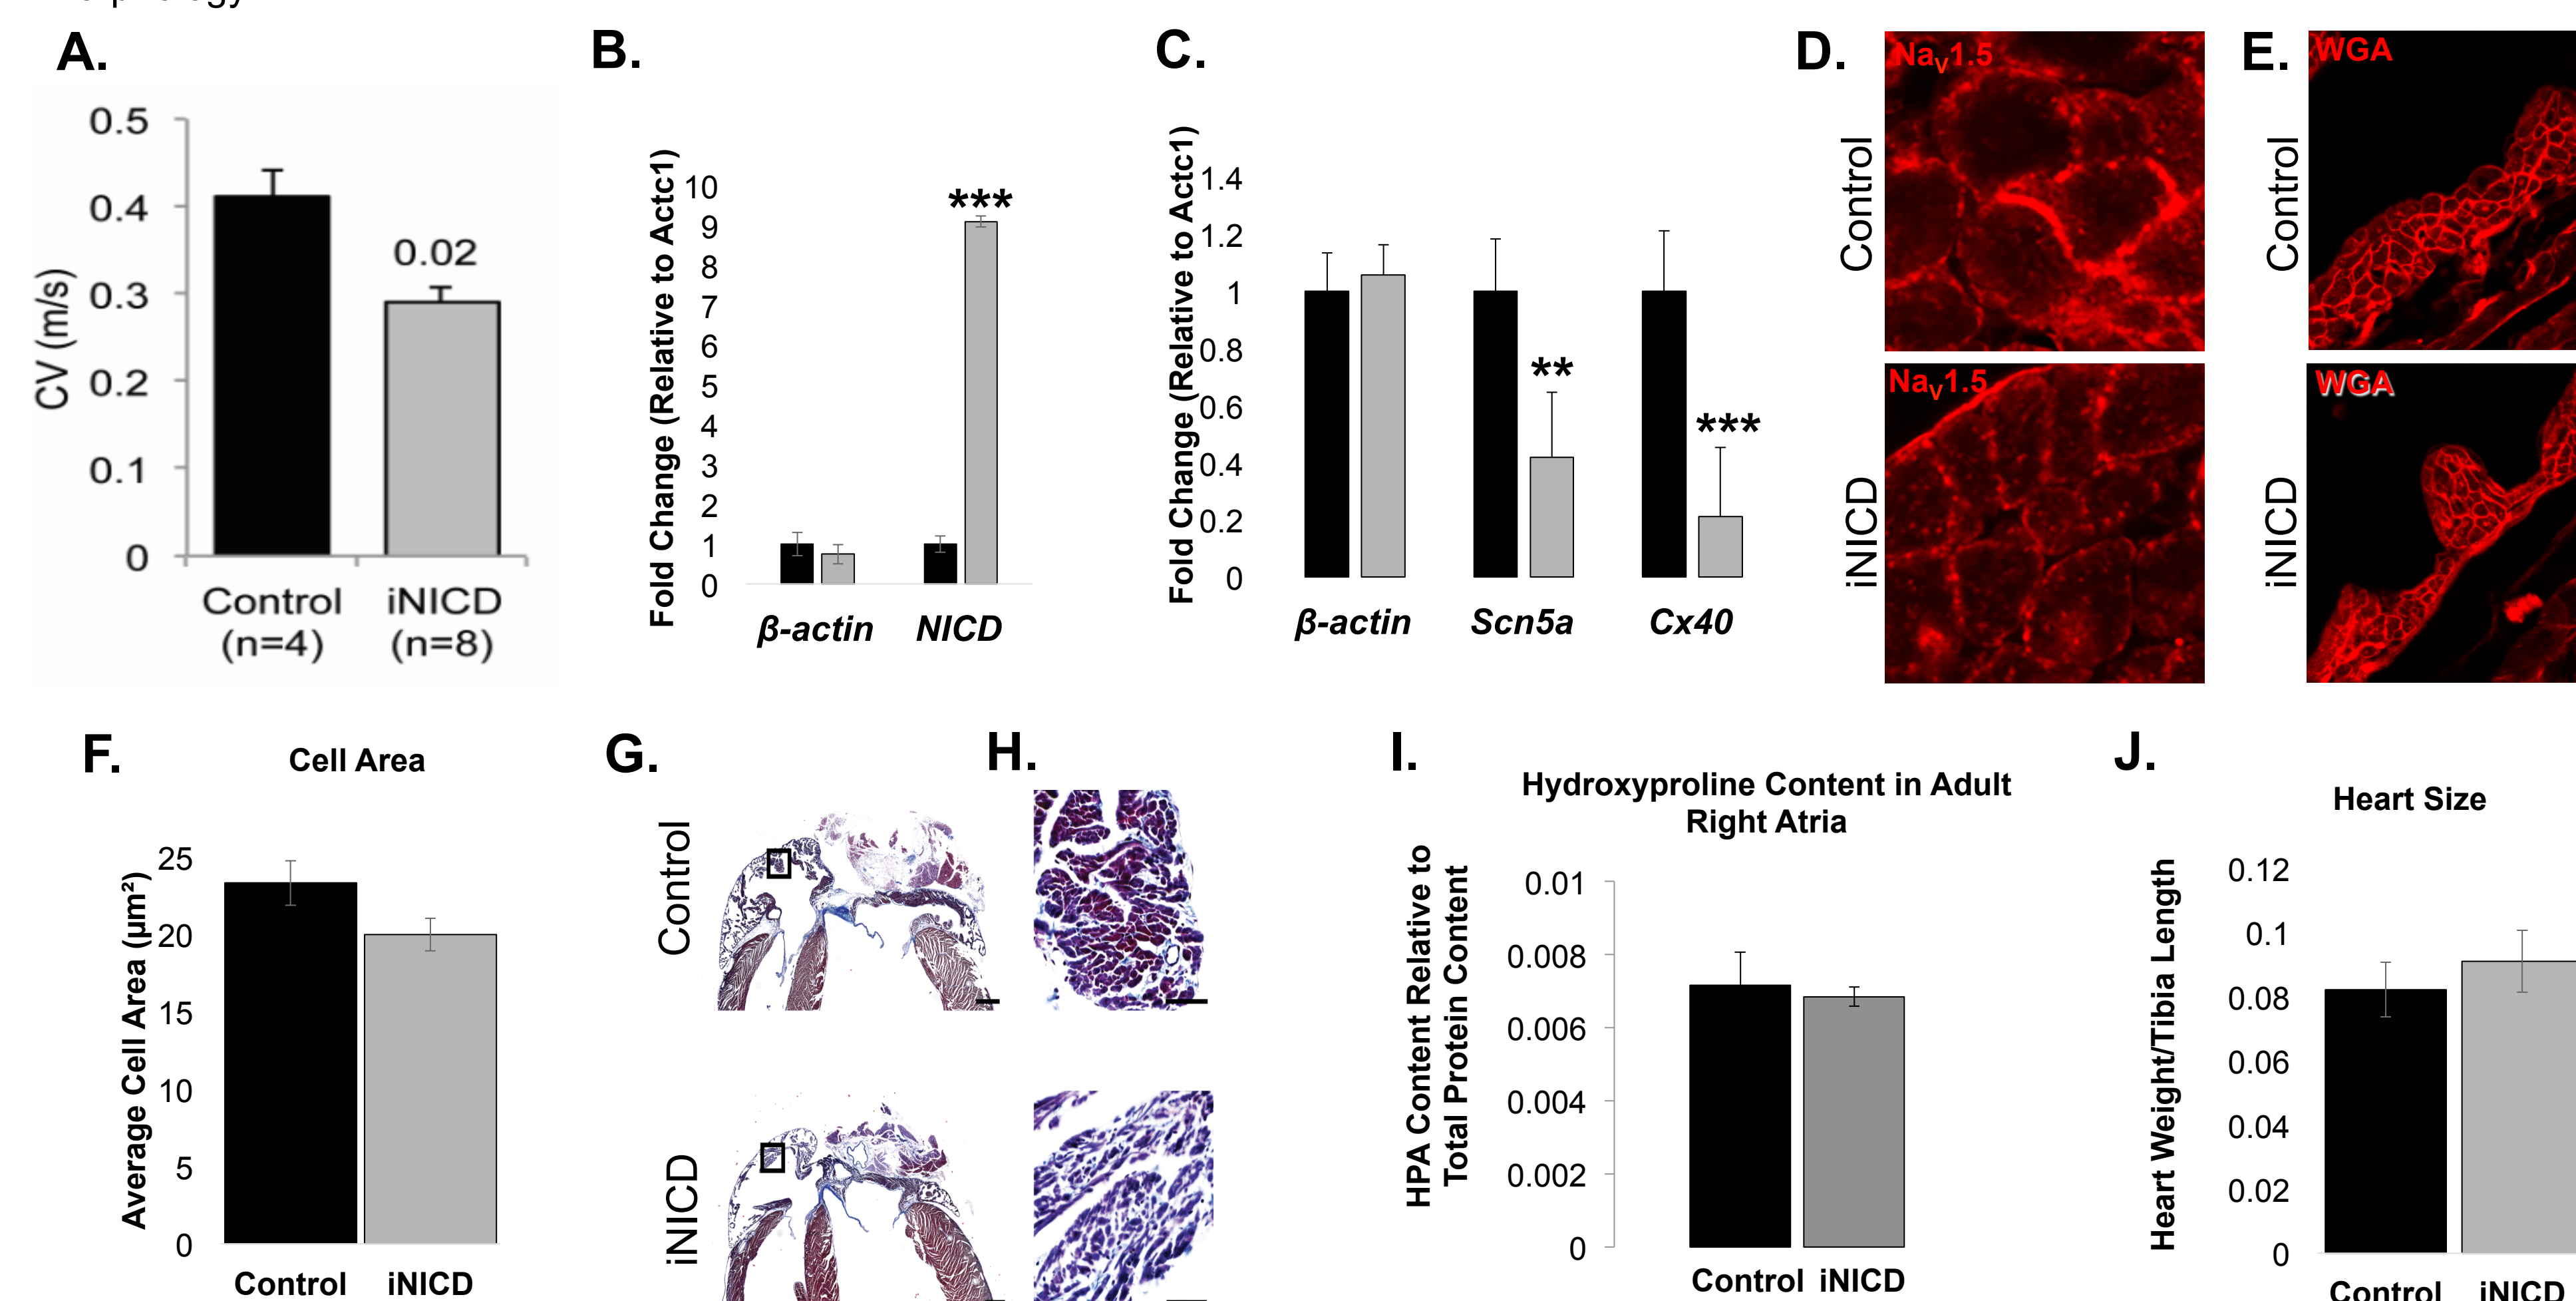 A.
0.5
0.4
0.3
0.2
0.1
0
CV (m/s)
0.02
Control
(n=4)
iNICD
(n=8)
B.
Fold Change (Relative to Actc1)
10
9
8
7
6
5
4
3
2
1
0
***
β-actin
NICD
C.
Fold Change (Relative to Actc1)
1.4
1.2
1
0.8
0.6
0.4
0.2
0
**
***
β-actin
Scn5a
Cx40
D.
Control
NaV1.5
iNICD
NaV1.5
E.
Control
WGA
iNICD
WGA
F.
Cell Area
Average Cell Area (µm²)
25
20
15
10
5
0
Control
iNICD
G.
Control
iNICD
H.
I.
Hydroxyproline Content in Adult
Right Atria
HPA Content Relative to
Total Protein Content
0.01
0.008
0.006
0.004
0.002
0
Control
iNICD
J.
Heart Size
Heart Weight/Tibia Length
0.12
0.1
0.08
0.06
0.04
0.02
0
Control
iNICD